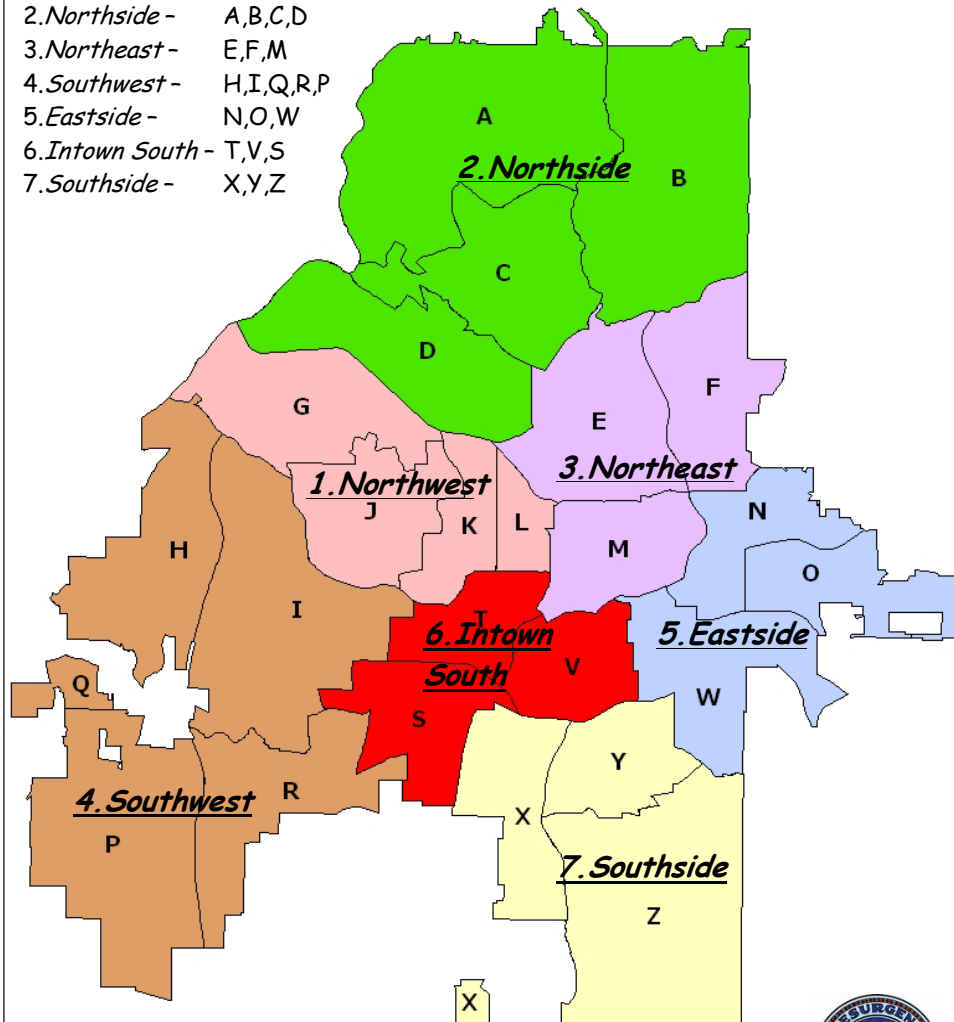 2.Northside – A,B,C,D
3.Northeast – E,F,M
4.Southwest – H,I,Q,R,P
5.Eastside – N,O,W
6.Intown South – T,V,S
7.Southside – X,Y,Z
A
2.Northside
B
C
D
F
G
E
3.Northeast
1.Northwest
J
K
L
N
M
H
O
I
T
6.Intown
South
5.Eastside
V
Q
W
S
Y
R
4.Southwest
X
P
7.Southside
Z
X